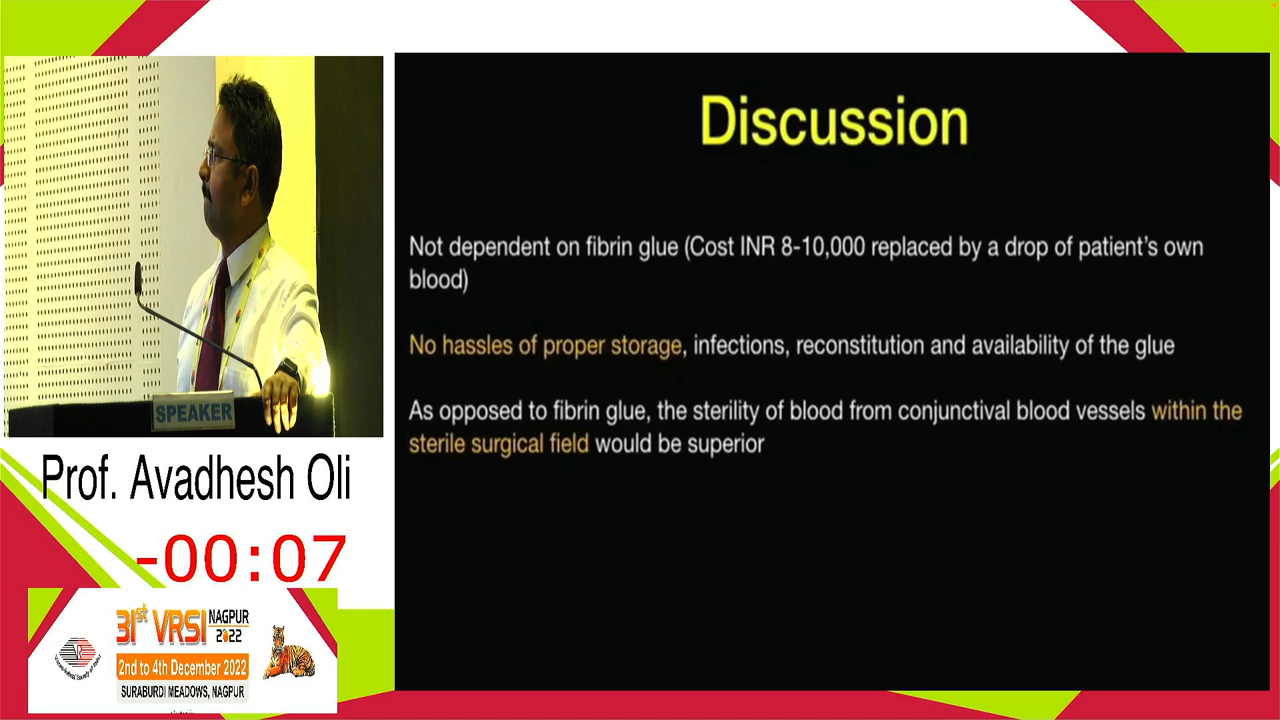 Discussion
Not dependent on fibrin glue (Cost INR 8-10,000 replaced by a drop of patient's own
blood)
No hassles of proper storage, infections, reconstitution and availability of the glue
As opposed to fibrin glue, the sterility of blood from conjunctival blood vessels within the
sterile surgical field would be superior
SPEAKER
Prof. Avadhesh Oli
-00:07
31st VRSI NAGPUR
2022
2nd to 4th December 2022
SURABURDI MEADOWS, NAGPUR